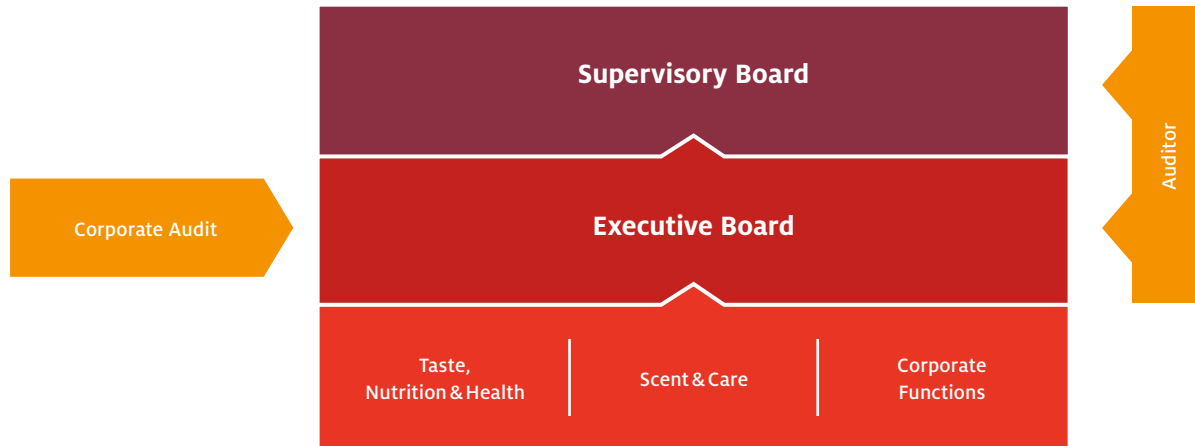 Supervisory Board
Auditor
Corporate Audit
Executive Board
Taste,
Nutrition & Health
Scent & Care
Corporate
Functions